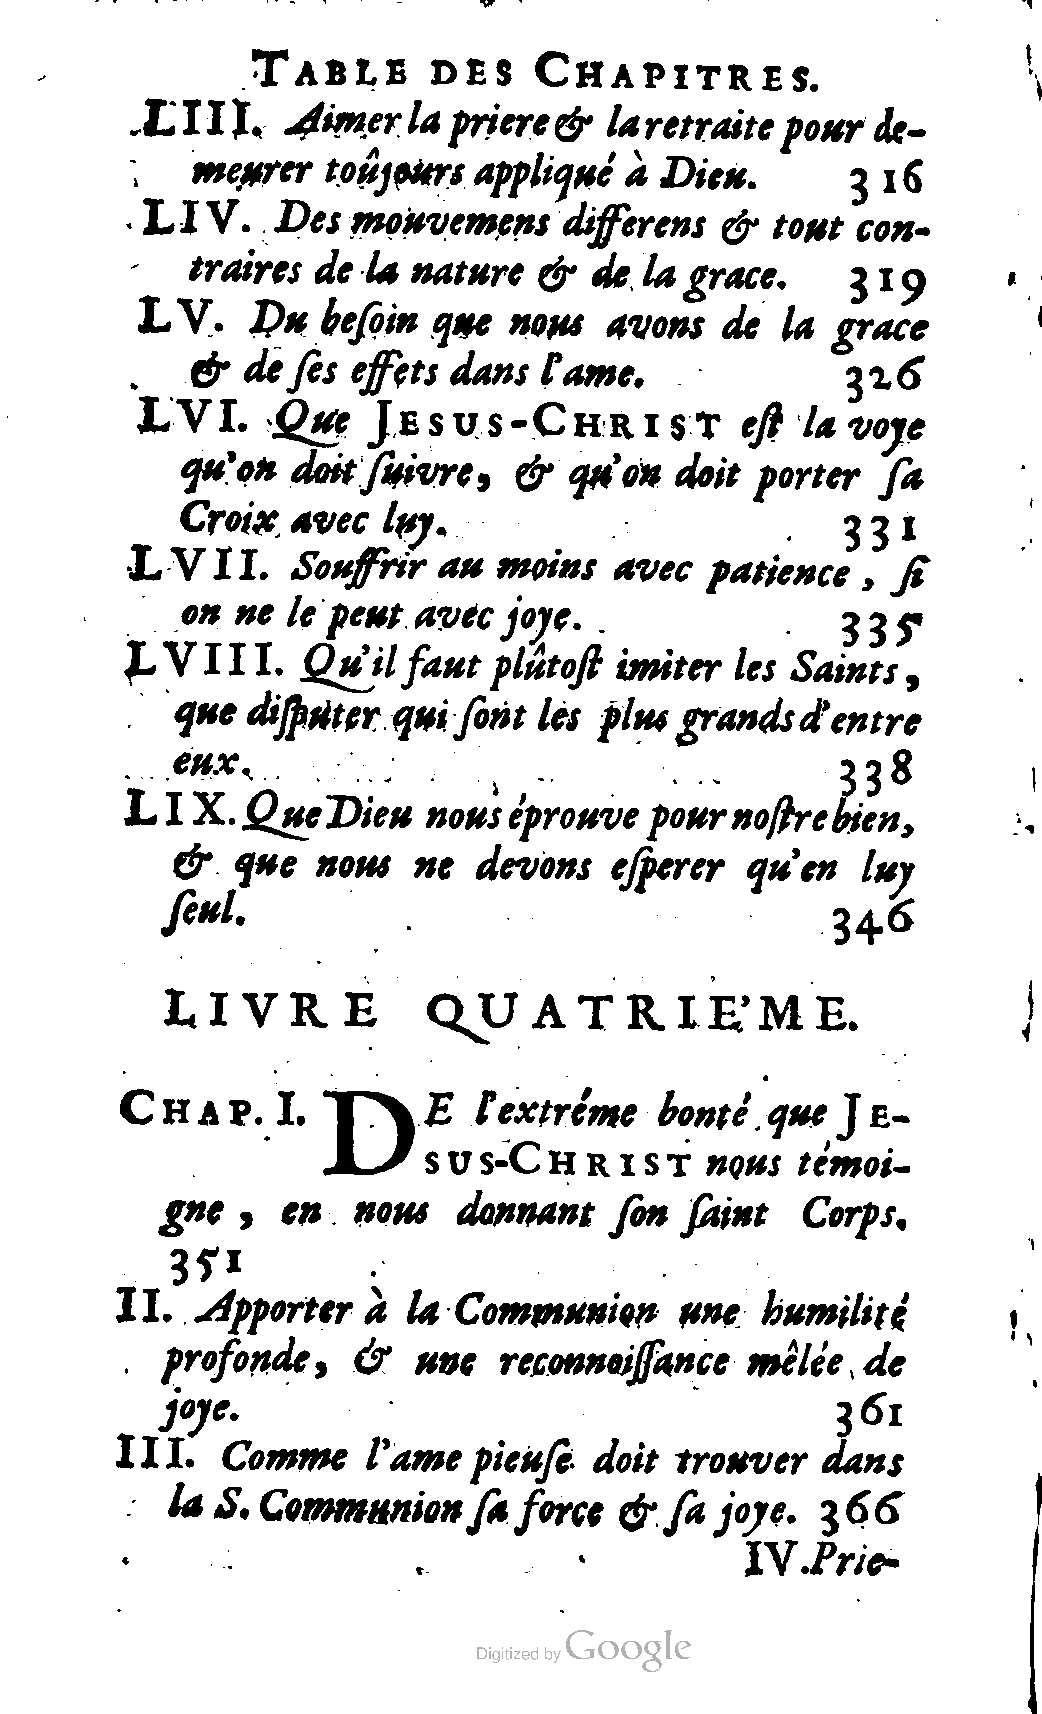 TABLE DES CHAPITRES.
LIII. Aimer la priere & la retraite pour de-
meurer toûjours appliqué à Dieu. 316
LIV. Des mouvemens differens & tout con-
traires de la nature & de la grace. 319
LV. Du beſoin que nous avons de la grace
& de ſes effets dans l'ame. 326
LVI. Que JESUS-CHRIST eſt la voye
qu'on doit ſuivre, & qu'on doit porter ſa
Croix avec luy. 331
LVII. Souffrir au moins avec patience, ſi
on ne le peut avec joye. 335
LVIII. Qu'il faut plûtoſt imiter les Saints,
que diſputer qui ſont les plus grands d'entre
eux. 338
LIX. Que Dieu nous éprouve pour noſtre bien,
& que nous ne devons eſperer qu'en luy
ſeul. 346
LIVRE QUATRIE'ME.
CHAP. I. DE l'extréme bonté que JE-
SUS-CHRIST nous témoi-
gne, en nous donnant ſon ſaint Corps.
351
II. Apporter à la Communion une humilité
profonde, & une reconnoiſſance mêlée de
joye. 361
III. Comme l'ame pieuſe doit trouver dans
la S. Communion ſa force & ſa joye. 366
IV. Prie-
Digitized by Google